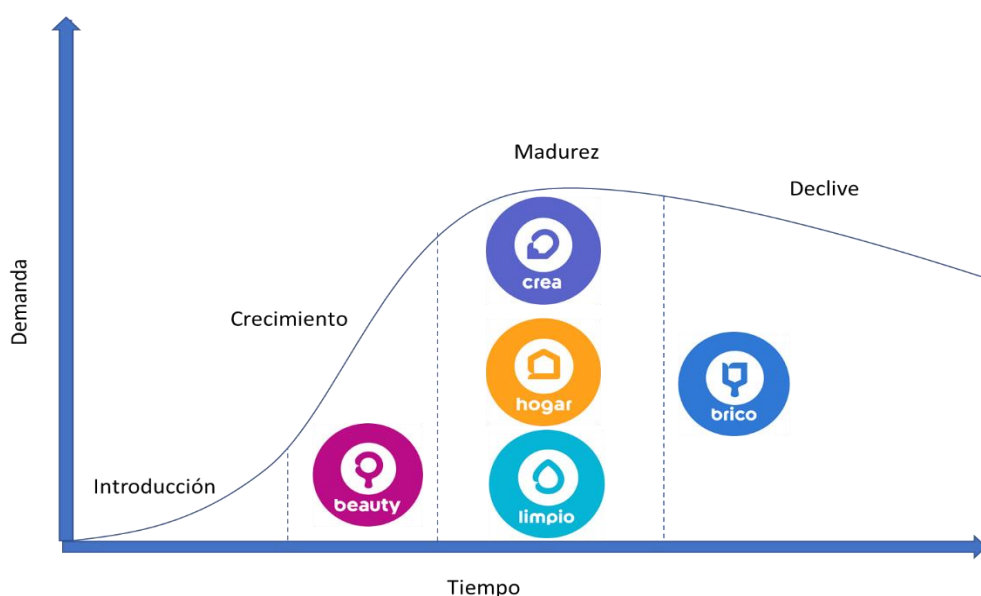 Madurez
Declive
crea
Crecimiento
Demanda
hogar
brico
Introducción
beauty
limpio
Tiempo